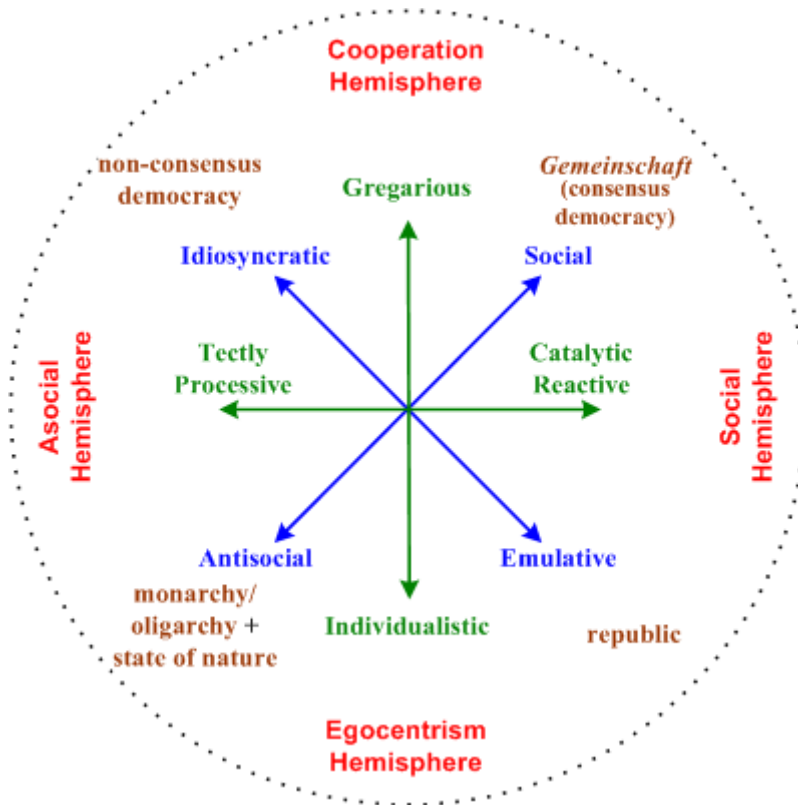 Cooperation
Hemisphere
non-consensus
democracy
Gemeinschaft
(consensus
democracy)
Gregarious
Idiosyncratic
Social
Asocial
Hemisphere
Tectly
Processive
Catalytic
Reactive
Social
Hemisphere
Antisocial
Emulative
monarchy/
oligarchy +
state of nature
Individualistic
republic
Egocentrism
Hemisphere